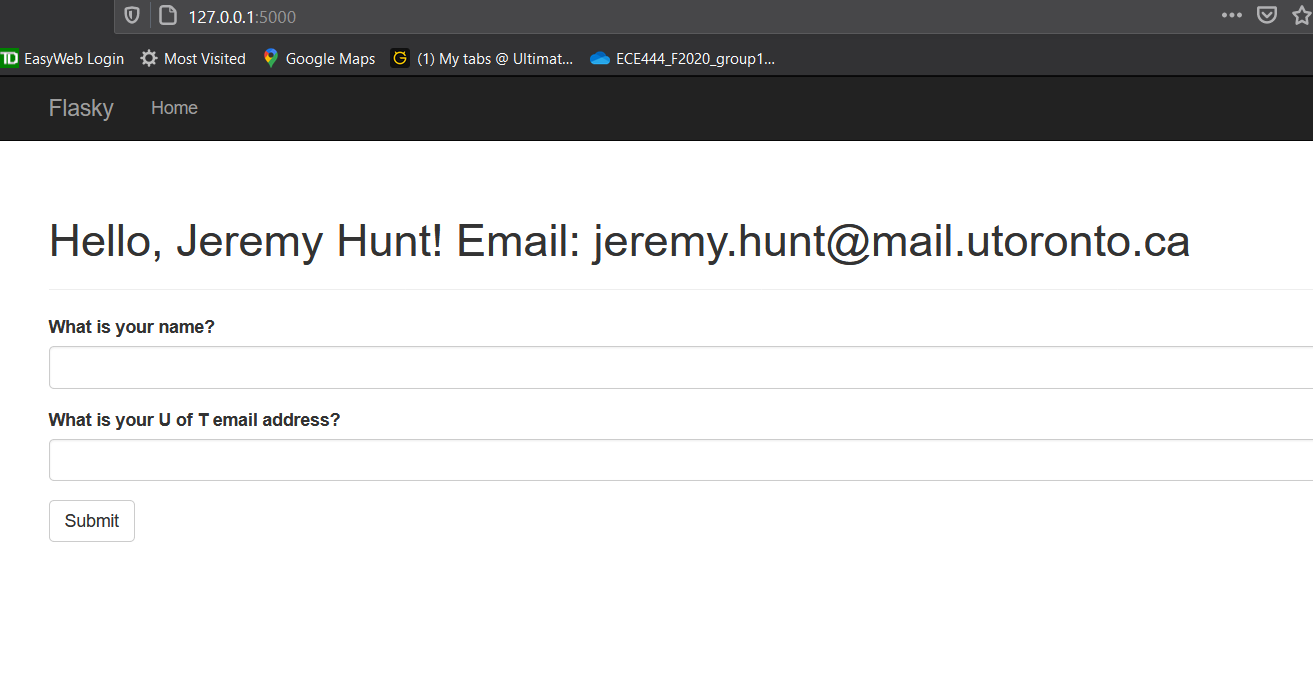 127.0.0.1:5000
TD EasyWeb Login Most Visited Google Maps G (1) My tabs @ Ultimat... ECE444_F2020_group1...
Flasky Home
Hello, Jeremy Hunt! Email: jeremy.hunt@mail.utoronto.ca
What is your name?
What is your U of T email address?
Submit